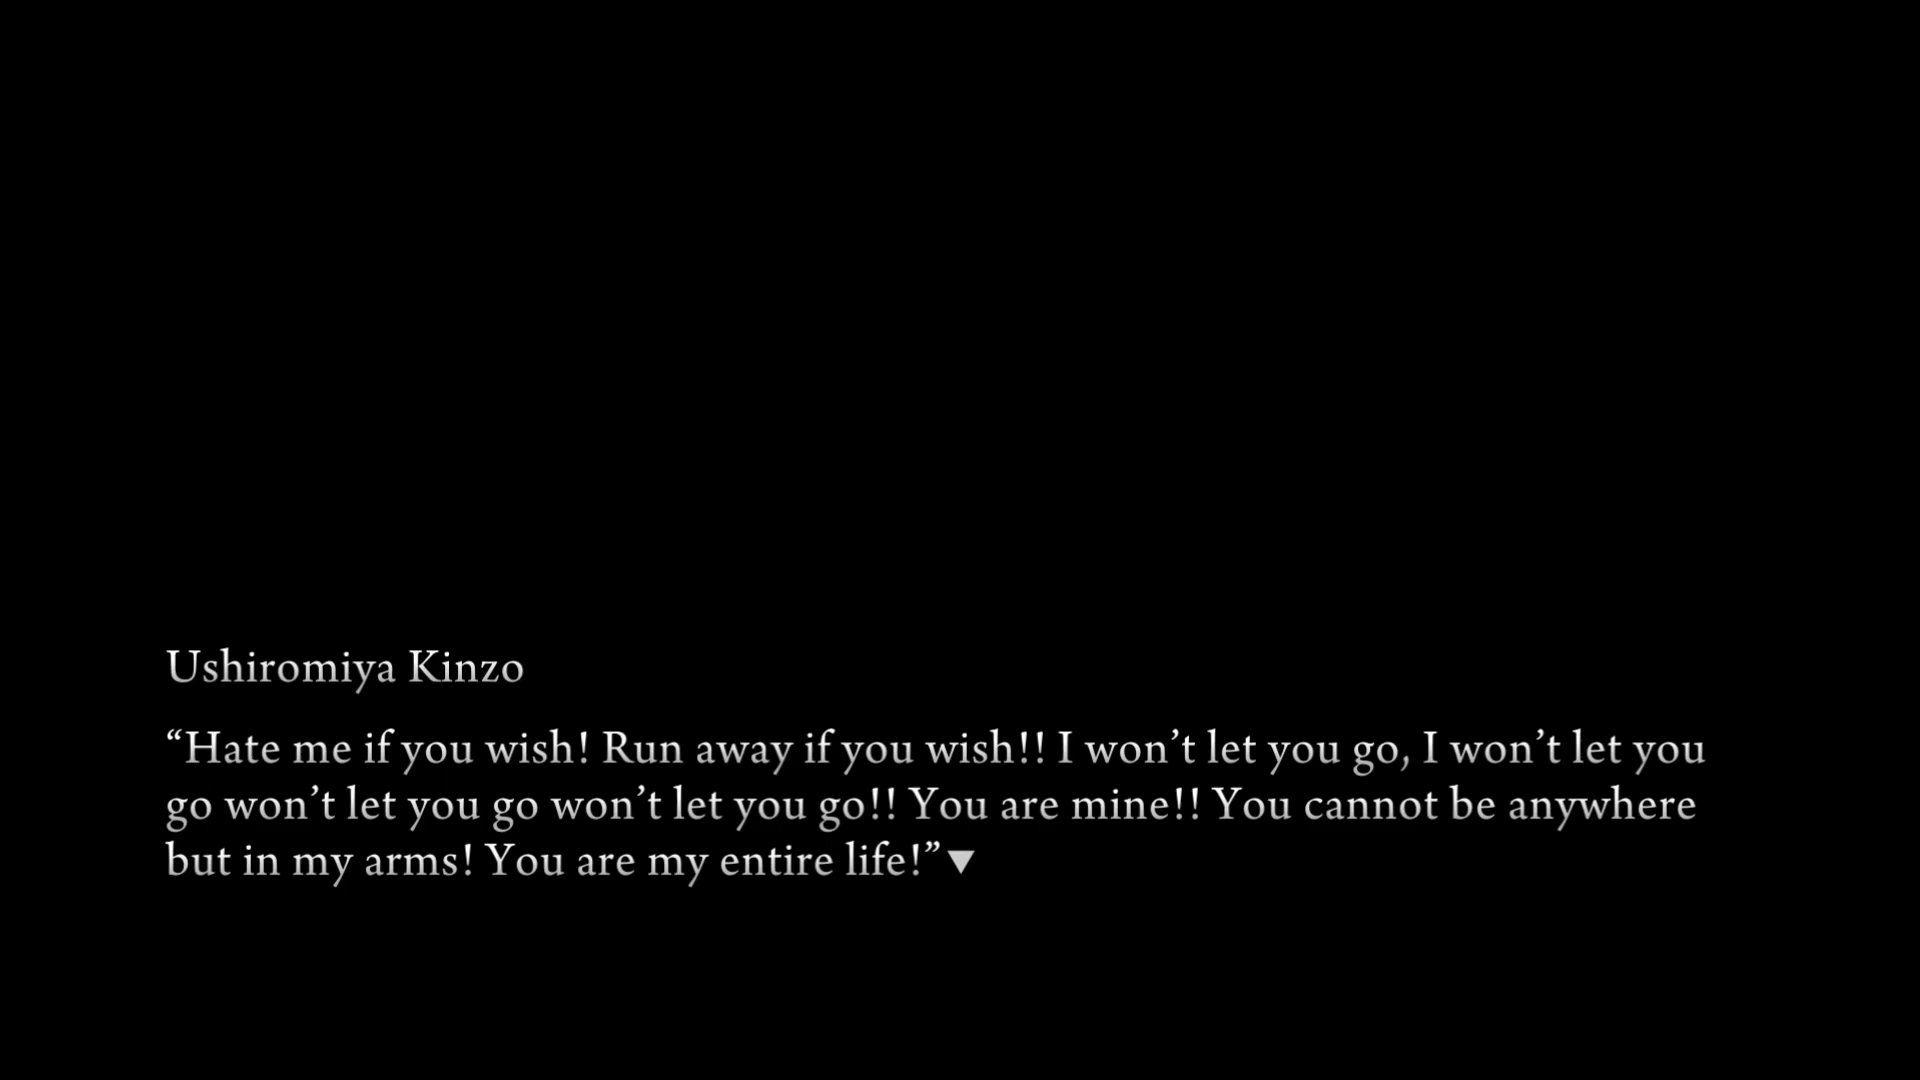 Ushiromiya Kinzo
“Hate me if you wish! Run away if you wish!! I won’t let you go, I won’t let you
go won’t let you go won’t let you go!! You are mine!! You cannot be anywhere
but in my arms! You are my entire life!”▼